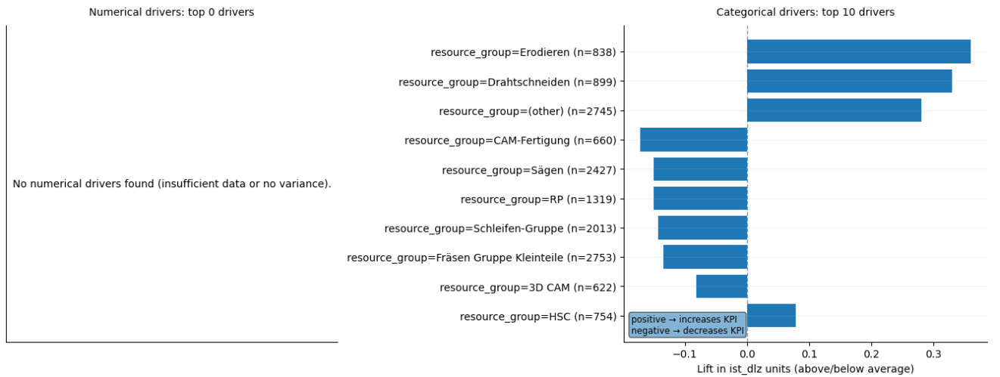 Numerical drivers: top 0 drivers
No numerical drivers found (insufficient data or no variance).
Categorical drivers: top 10 drivers
resource_group=Erodieren (n=838)
resource_group=Drahtschneiden (n=899)
resource_group=(other) (n=2745)
resource_group=CAM-Fertigung (n=660)
resource_group=Sägen (n=2427)
resource_group=RP (n=1319)
resource_group=Schleifen-Gruppe (n=2013)
resource_group=Fräsen Gruppe Kleinteile (n=2753)
resource_group=3D CAM (n=622)
resource_group=HSC (n=754)
positive → increases KPI
negative → decreases KPI
−0.1 0.0 0.1 0.2 0.3
Lift in ist_dlz units (above/below average)